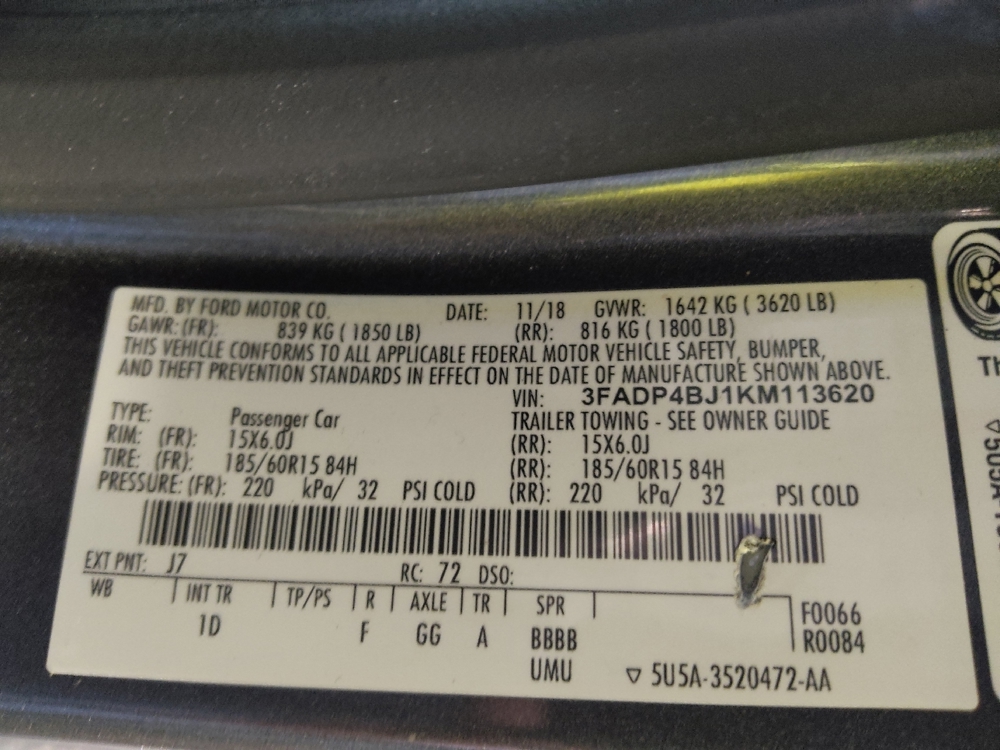 MFD. BY FORD MOTOR CO. DATE: 11/18 GVWR: 1642 KG ( 3620 LB)
GAWR: (FR): 839 KG ( 1850 LB) (RR): 816 KG ( 1800 LB)
THIS VEHICLE CONFORMS TO ALL APPLICABLE FEDERAL MOTOR VEHICLE SAFETY, BUMPER,
AND THEFT PREVENTION STANDARDS IN EFFECT ON THE DATE OF MANUFACTURE SHOWN ABOVE.
VIN: 3FADP4BJ1KM113620
TYPE: Passenger Car TRAILER TOWING - SEE OWNER GUIDE
RIM: (FR): 15X6.0J (RR): 15X6.0J
TIRE: (FR): 185/60R15 84H (RR): 185/60R15 84H
PRESSURE: (FR): 220 kPa/ 32 PSI COLD (RR): 220 kPa/ 32 PSI COLD
EXT PNT: J7 RC: 72 DSO:
WB INT TR TP/PS R AXLE TR SPR F0066
1D F GG A BBBB R0084
UMU ▽ 5U5A-3520472-AA